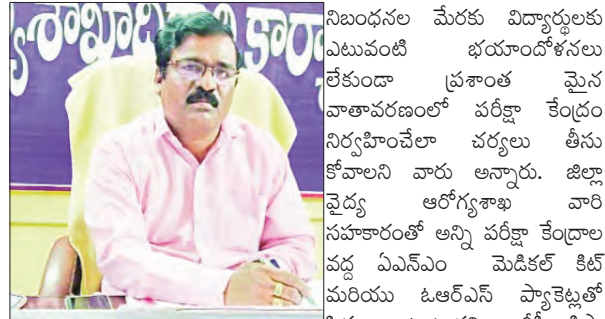 శాఖాధికారి కార్యా
నిబంధనల మేరకు విద్యార్థులకు
ఎటువంటి భయాందోళనలు
లేకుండా ప్రశాంత మైన
వాతావరణంలో పరీక్షా కేంద్రం
నిర్వహించేలా చర్యలు తీసు
కోవాలని వారు అన్నారు. జిల్లా
వైద్య ఆరోగ్యశాఖ వారి
సహకారంతో అన్ని పరీక్షా కేంద్రాల
వద్ద ఏఎన్ఎం మెడికల్ కిట్
మరియు ఓఆర్ఎస్ ప్యాకెట్లతో